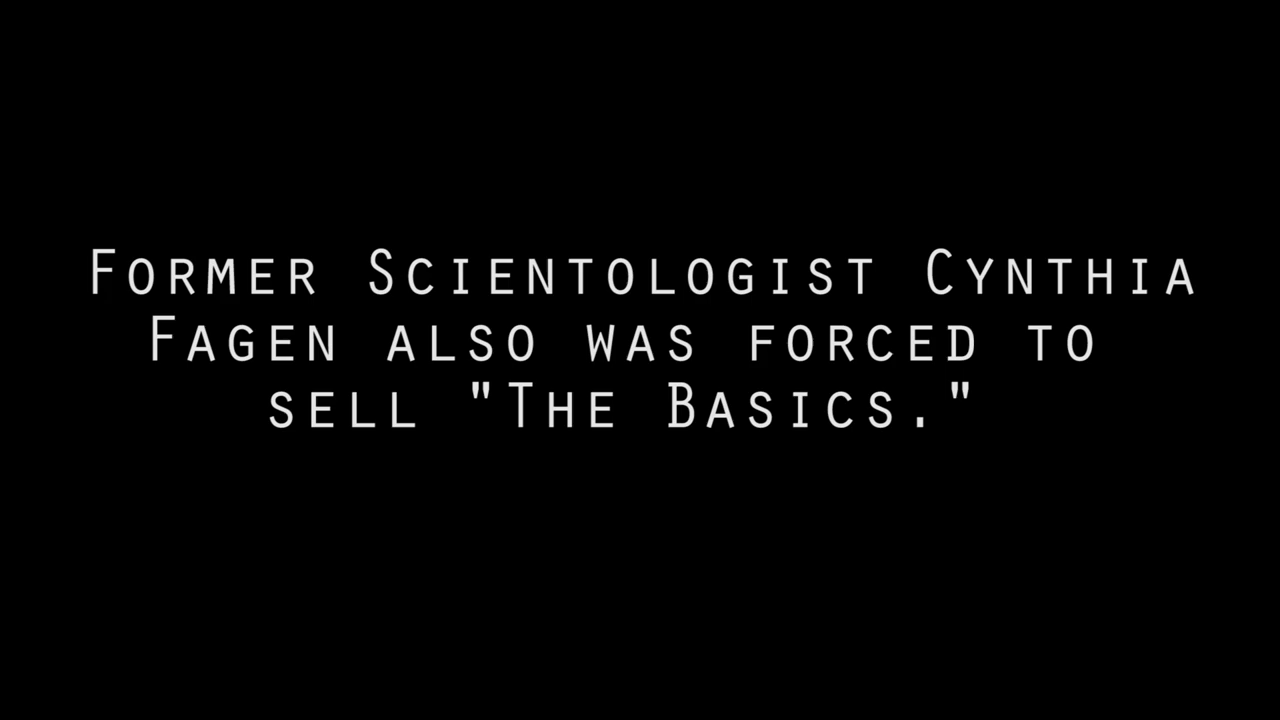 Former Scientologist Cynthia
Fagen also was forced to
sell "The Basics."